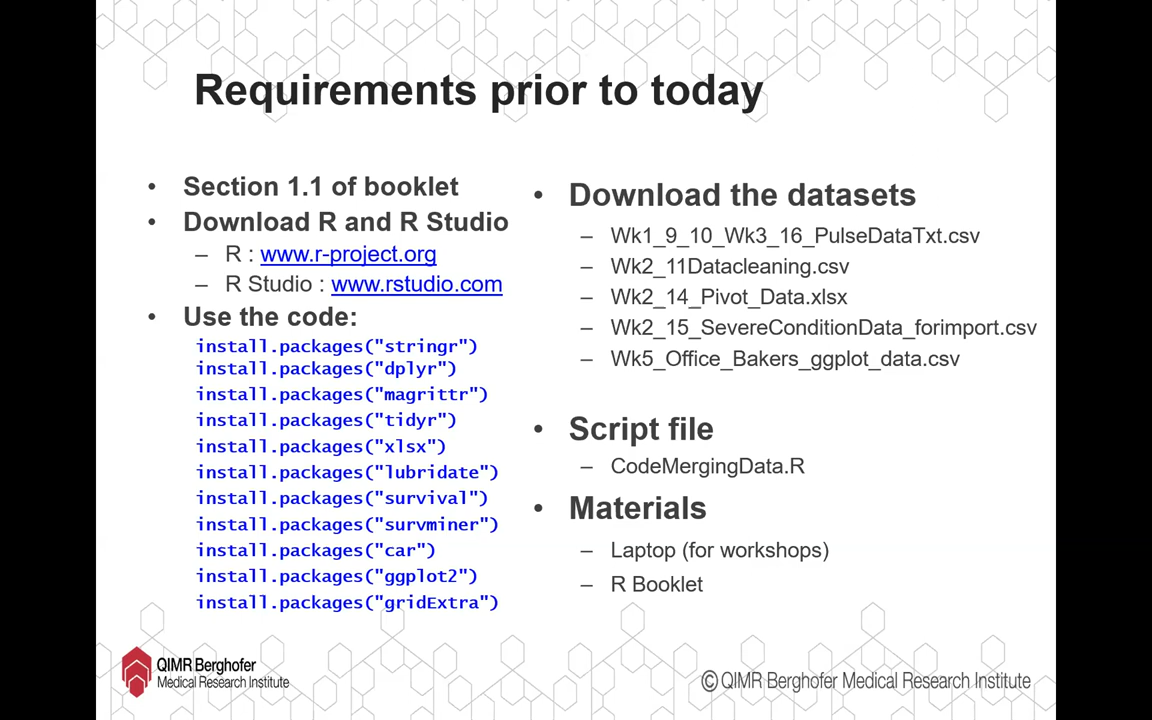 Requirements prior to today
• Section 1.1 of booklet
• Download R and R Studio
– R : www.r-project.org
– R Studio : www.rstudio.com
• Use the code:
install.packages("stringr")
install.packages("dplyr")
install.packages("magrittr")
install.packages("tidyr")
install.packages("xlsx")
install.packages("lubridate")
install.packages("survival")
install.packages("survminer")
install.packages("car")
install.packages("ggplot2")
install.packages("gridExtra")
• Download the datasets
– Wk1_9_10_Wk3_16_PulseDataTxt.csv
– Wk2_11Datacleaning.csv
– Wk2_14_Pivot_Data.xlsx
– Wk2_15_SevereConditionData_forimport.csv
– Wk5_Office_Bakers_ggplot_data.csv
• Script file
– CodeMergingData.R
• Materials
– Laptop (for workshops)
– R Booklet
QIMR Berghofer
Medical Research Institute
© QIMR Berghofer Medical Research Institute